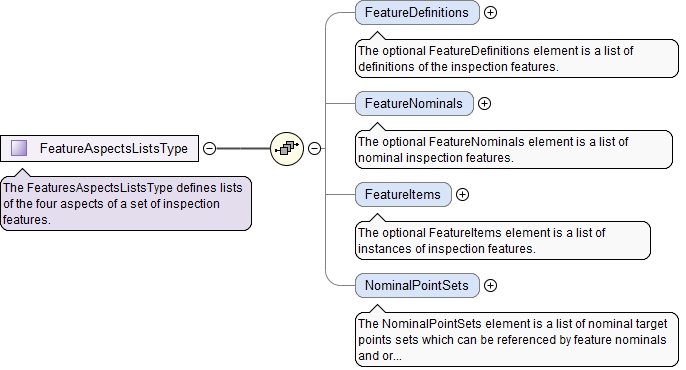 FeatureDefinitions
The optional FeatureDefinitions element is a list of
definitions of the inspection features.
FeatureNominals
The optional FeatureNominals element is a list of
nominal inspection features.
FeatureAspectsListsType
The FeaturesAspectsListsType defines lists
of the four aspects of a set of inspection
features.
FeatureItems
The optional FeatureItems element is a list of
instances of inspection features.
NominalPointSets
The NominalPointSets element is a list of nominal target
points sets which can be referenced by feature nominals
and or...